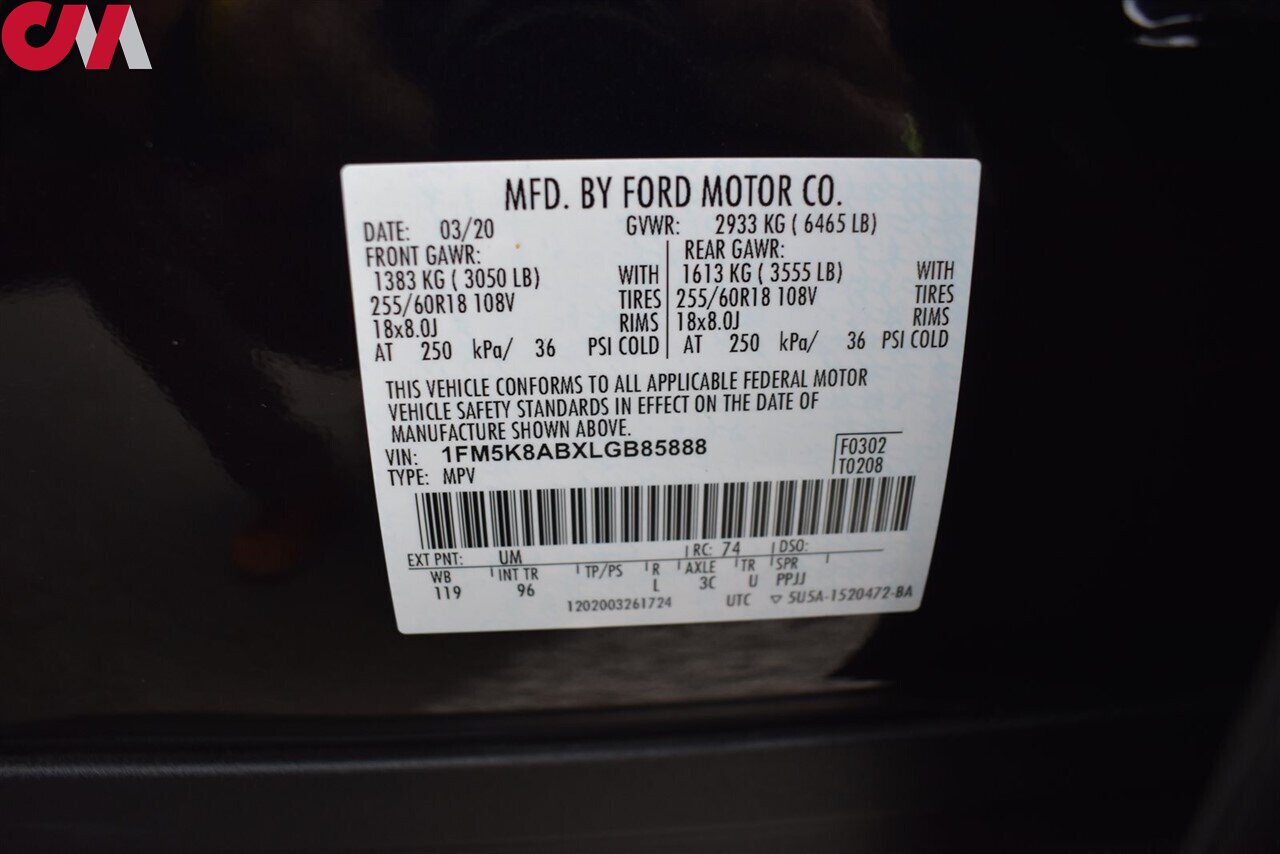 CM
MFD. BY FORD MOTOR CO.
DATE: 03/20 GVWR: 2933 KG ( 6465 LB)
FRONT GAWR: REAR GAWR:
1383 KG ( 3050 LB) WITH 1613 KG ( 3555 LB) WITH
255/60R18 108V TIRES 255/60R18 108V TIRES
18x8.0J RIMS 18x8.0J RIMS
AT 250 kPa/ 36 PSI COLD AT 250 kPa/ 36 PSI COLD
THIS VEHICLE CONFORMS TO ALL APPLICABLE FEDERAL MOTOR
VEHICLE SAFETY STANDARDS IN EFFECT ON THE DATE OF
MANUFACTURE SHOWN ABOVE.
VIN: 1FM5K8ABXLGB85888 F0302
TYPE: MPV T0208
EXT PNT: UM RC: 74 DSO:
WB INT TR TP/PS R AXLE TR SPR
119 96 L 3C U PPJJ
1202003261724 UTC ▽ 5U5A-1520472-BA